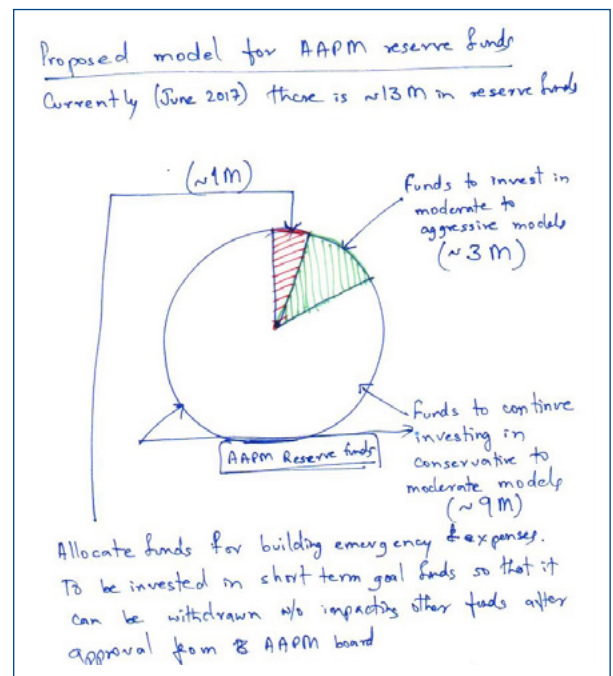 Proposed model for AAPM reserve funds
Currently (June 2017) there is ~13 M in reserve funds
(~1M)
Funds to invest in
moderate to
aggressive models
(~3 M)
Funds to continue
investing in
conservative to
moderate models
(~9M)
AAPM Reserve funds
Allocate funds for building emergency & expenses.
To be invested in short term goal funds so that it
can be withdrawn w/o impacting other funds after
approval from AAPM board